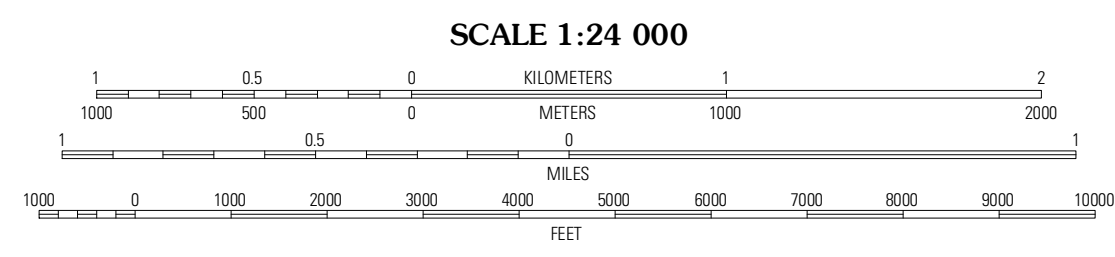 SCALE 1:24 000
1 0.5 0 KILOMETERS 1 2
1000 500 0 METERS 1000 2000
1 0.5 0 1
MILES
1000 0 1000 2000 3000 4000 5000 6000 7000 8000 9000 10000
FEET